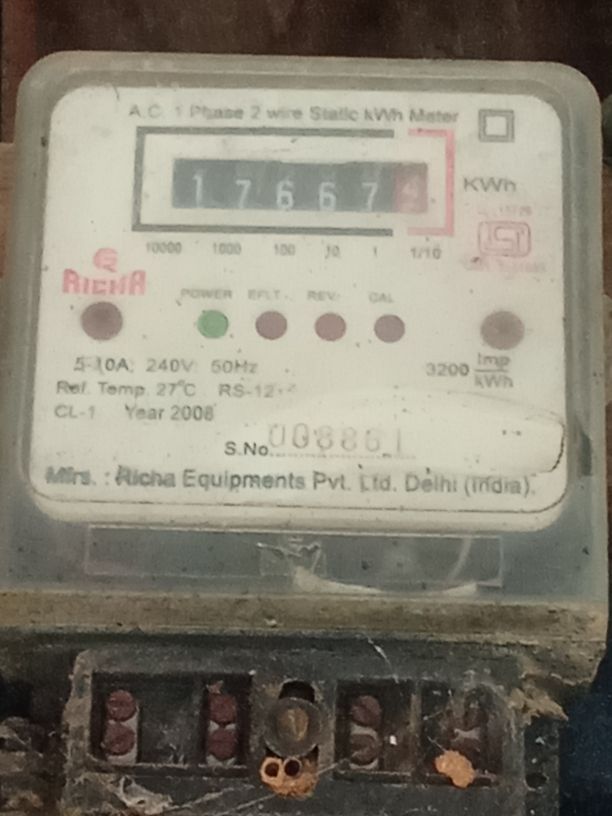 A.C. 1 Phase 2 wire Static kWh Meter
1 7 6 6 7
KWh
10000 1000 100 10 1 1/10
RICHA
POWER EFLT. REV. CAL
5-10A; 240V: 50Hz
3200 Imp/kWh
Ref. Temp. 27°C RS-12
CL-1 Year 2008
S.No. 008861
Mfrs. : Richa Equipments Pvt. Ltd. Delhi (India).